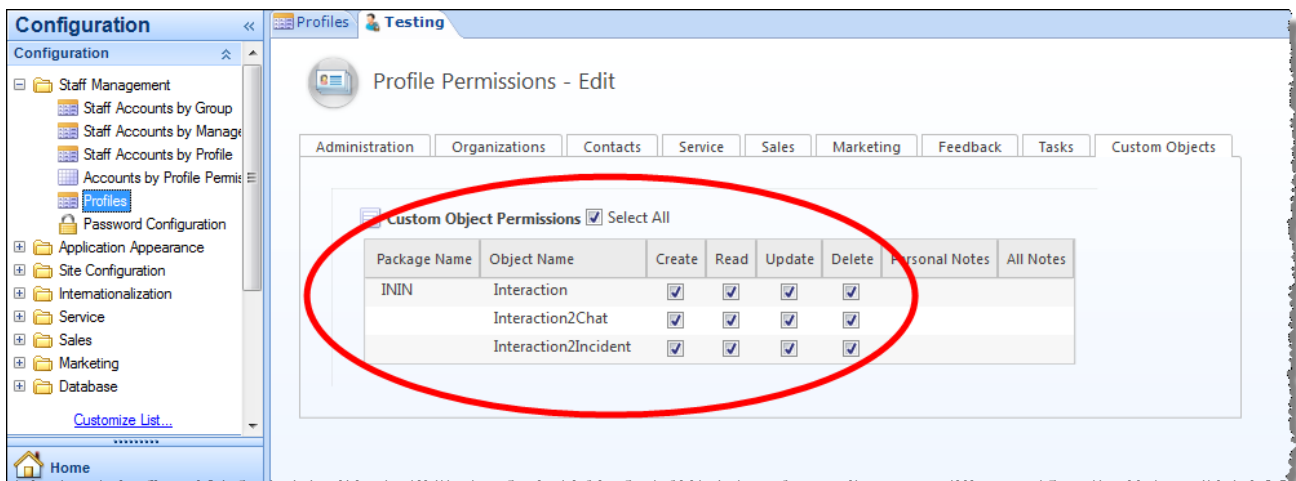 Configuration «
Profiles Testing
Configuration
Staff Management
Staff Accounts by Group
Staff Accounts by Manage
Staff Accounts by Profile
Accounts by Profile Permis
Profiles
Password Configuration
Application Appearance
Site Configuration
Internationalization
Service
Sales
Marketing
Database
Customize List...
Home
Profile Permissions - Edit
Administration Organizations Contacts Service Sales Marketing Feedback Tasks Custom Objects
Custom Object Permissions Select All
Package Name Object Name Create Read Update Delete Personal Notes All Notes
ININ Interaction
Interaction2Chat
Interaction2Incident